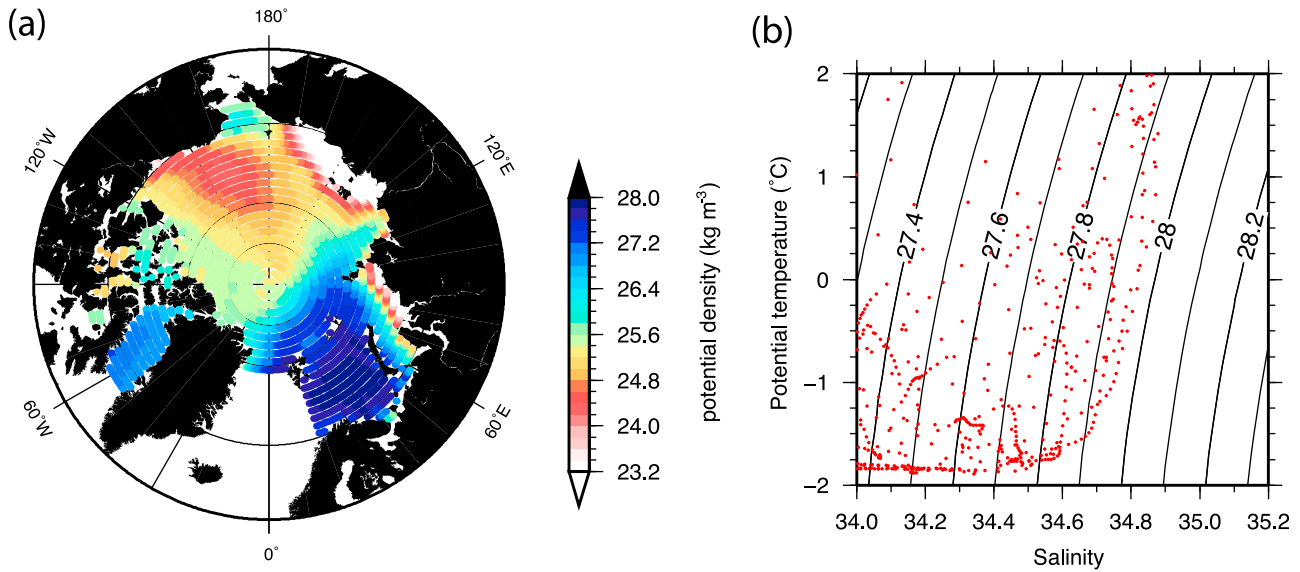 (a)
180˚
120˚W
120˚E
60˚W
60˚E
0˚
28.0
27.2
26.4
25.6
24.8
24.0
23.2
potential density (kg m-3)
(b)
2
1
0
−1
−2
Potential temperature (˚C)
27.4
27.6
27.8
28
28.2
34.0 34.2 34.4 34.6 34.8 35.0 35.2
Salinity